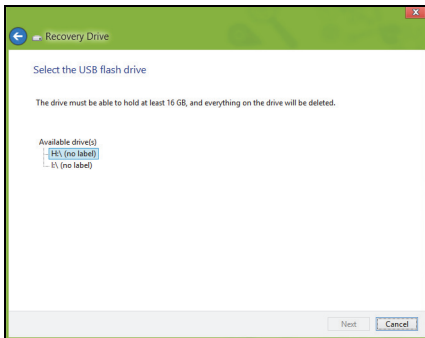 Recovery Drive
Select the USB flash drive
The drive must be able to hold at least 16 GB, and everything on the drive will be deleted.
Available drive(s)
H:\ (no label)
I:\ (no label)
Next
Cancel